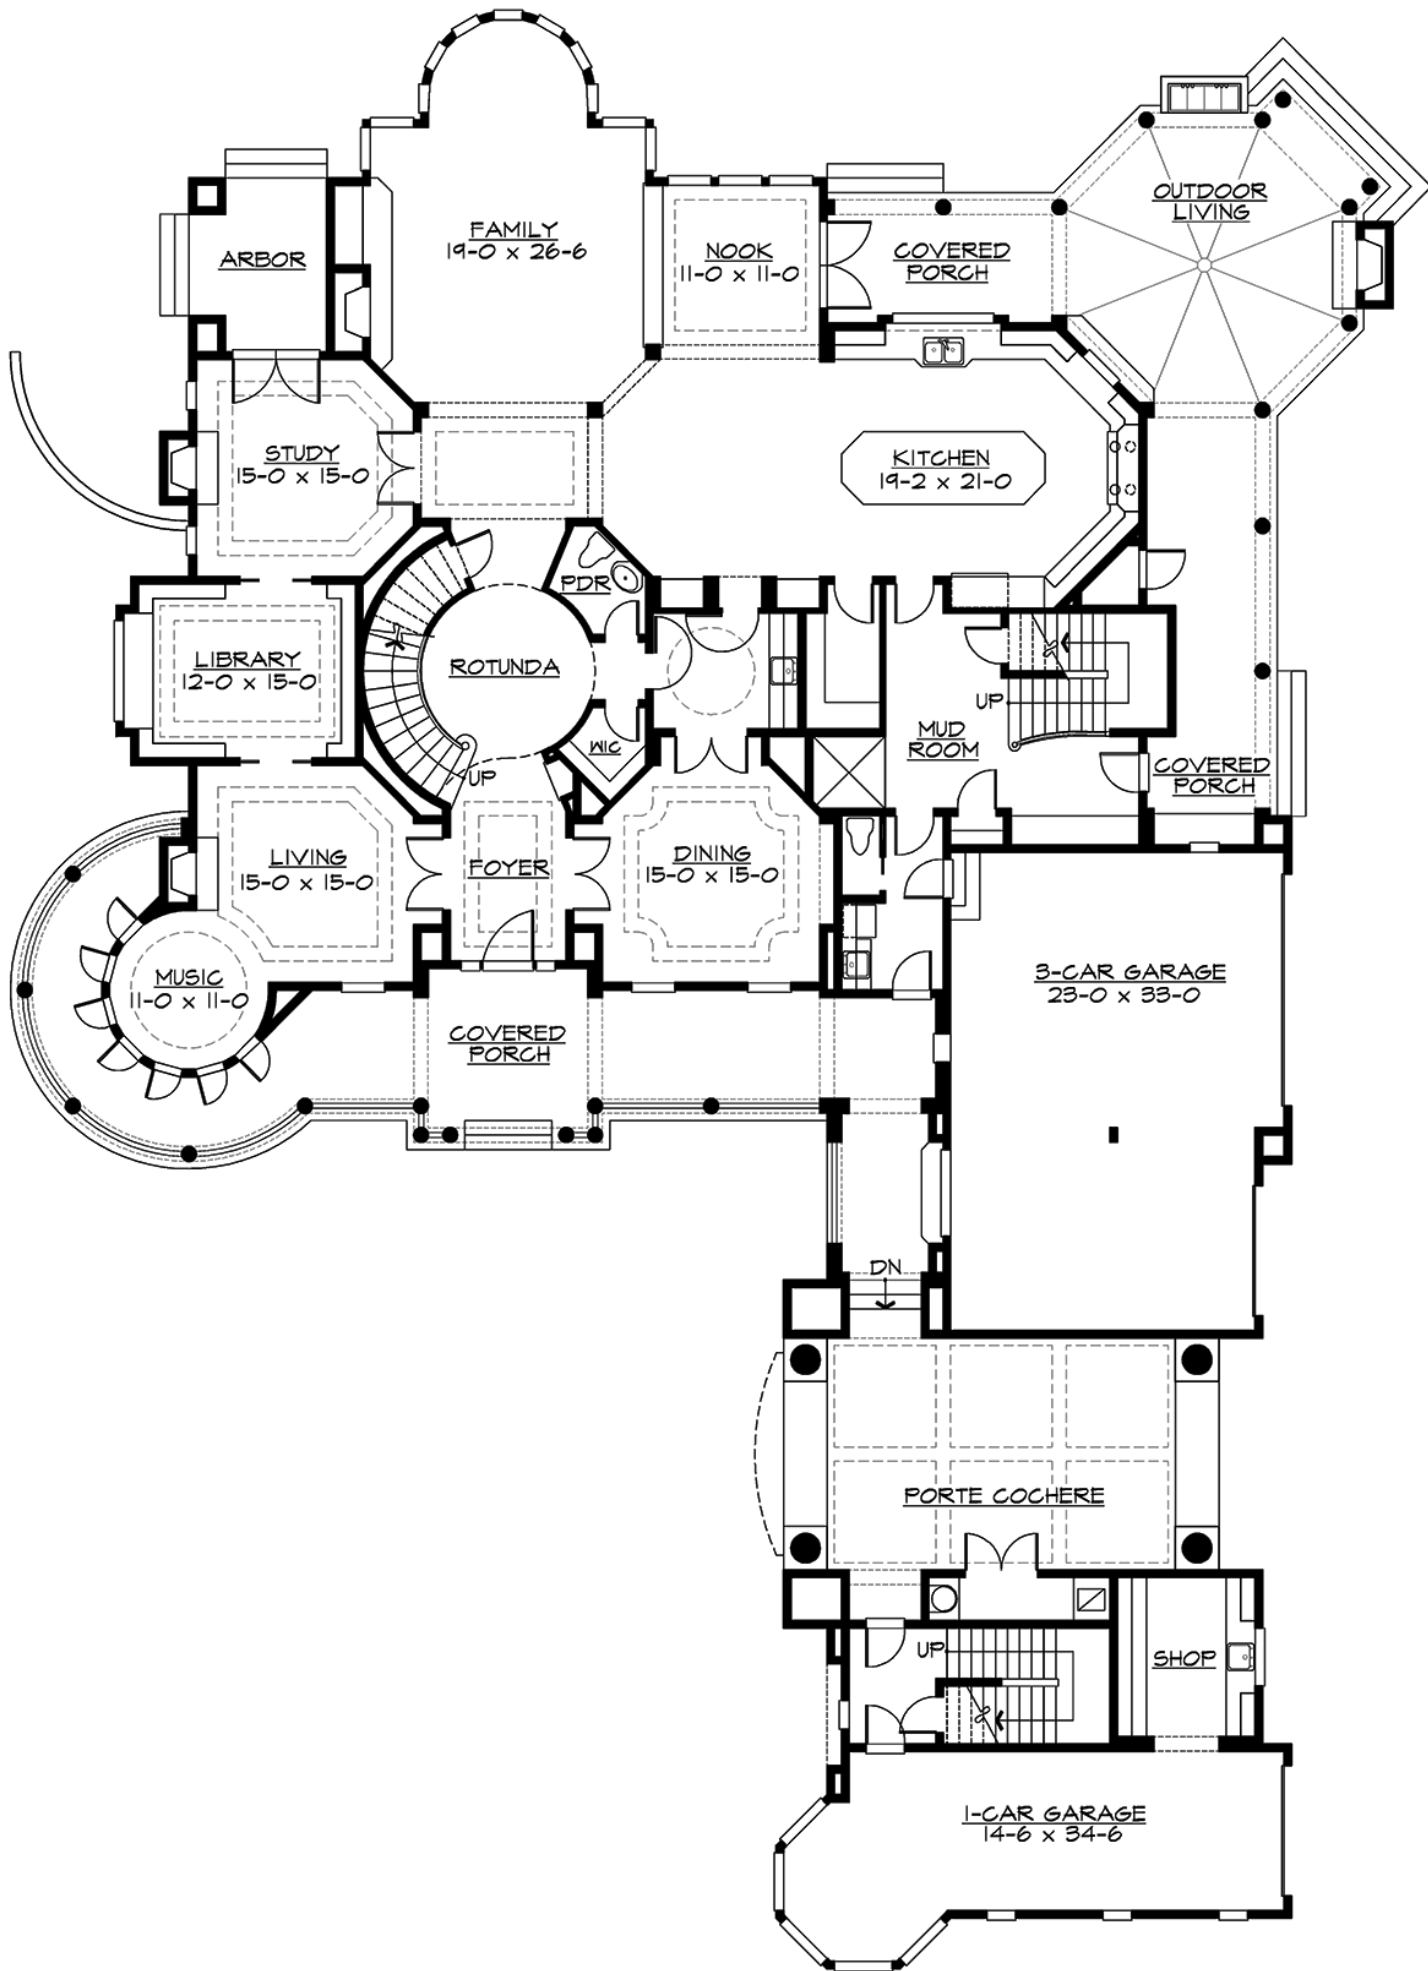 OUTDOOR
LIVING
FAMILY
19-0 x 26-6
NOOK
11-0 x 11-0
COVERED
PORCH
ARBOR
STUDY
15-0 x 15-0
KITCHEN
19-2 x 21-0
PDR
LIBRARY
12-0 x 15-0
ROTUNDA
UP
MUD
ROOM
WIC
UP
COVERED
PORCH
LIVING
15-0 x 15-0
FOYER
DINING
15-0 x 15-0
MUSIC
11-0 x 11-0
3-CAR GARAGE
23-0 x 33-0
COVERED
PORCH
DN
PORTE COCHERE
UP
SHOP
1-CAR GARAGE
14-6 x 34-6